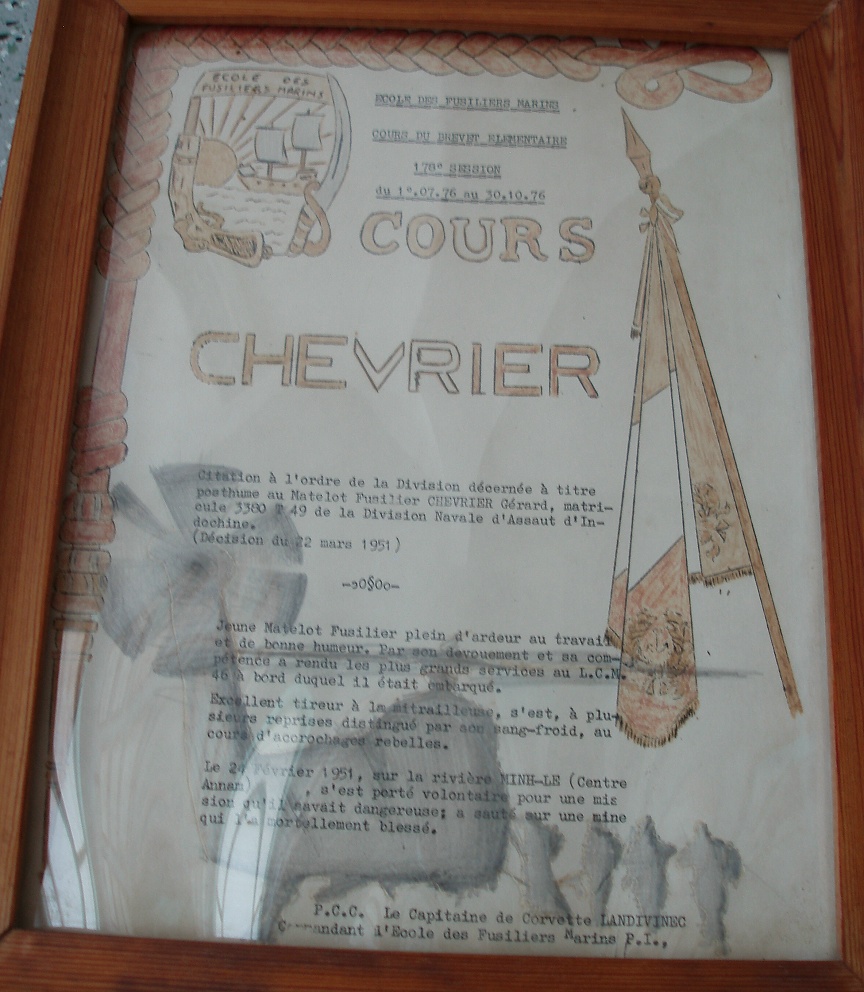 ECOLE DES
FUSILIERS MARINS
ECOLE DES FUSILIERS MARINS
COURS DU BREVET ELEMENTAIRE
178° SESSION
du 1°.07.76 au 30.10.76
COURS
CHEVRIER
Citation à l'ordre de la Division décernée à titre
posthume au Matelot Fusilier CHEVRIER Gérard, matri-
cule 3380 T 49 de la Division Navale d'Assaut d'In-
dochine.
(Décision du 22 mars 1951)
-o0§0o-
Jeune Matelot Fusilier plein d'ardeur au travail
et de bonne humeur. Par son devouement et sa com-
pétence a rendu les plus grands services au L.C.M.
46 à bord duquel il était embarqué.
Excellent tireur à la mitrailleuse, s'est, à plu-
sieurs reprises distingué par son sang-froid, au
cours d'accrochages rebelles.
Le 24 Février 1951, sur la rivière MINH-LE (Centre
Annam) , s'est porté volontaire pour une mis
sion qu'il savait dangereuse; a sauté sur une mine
qui l'a mortellement blessé.
P.C.C. Le Capitaine de Corvette LANDIVINEC
Commandant l'Ecole des Fusiliers Marins P.I.,